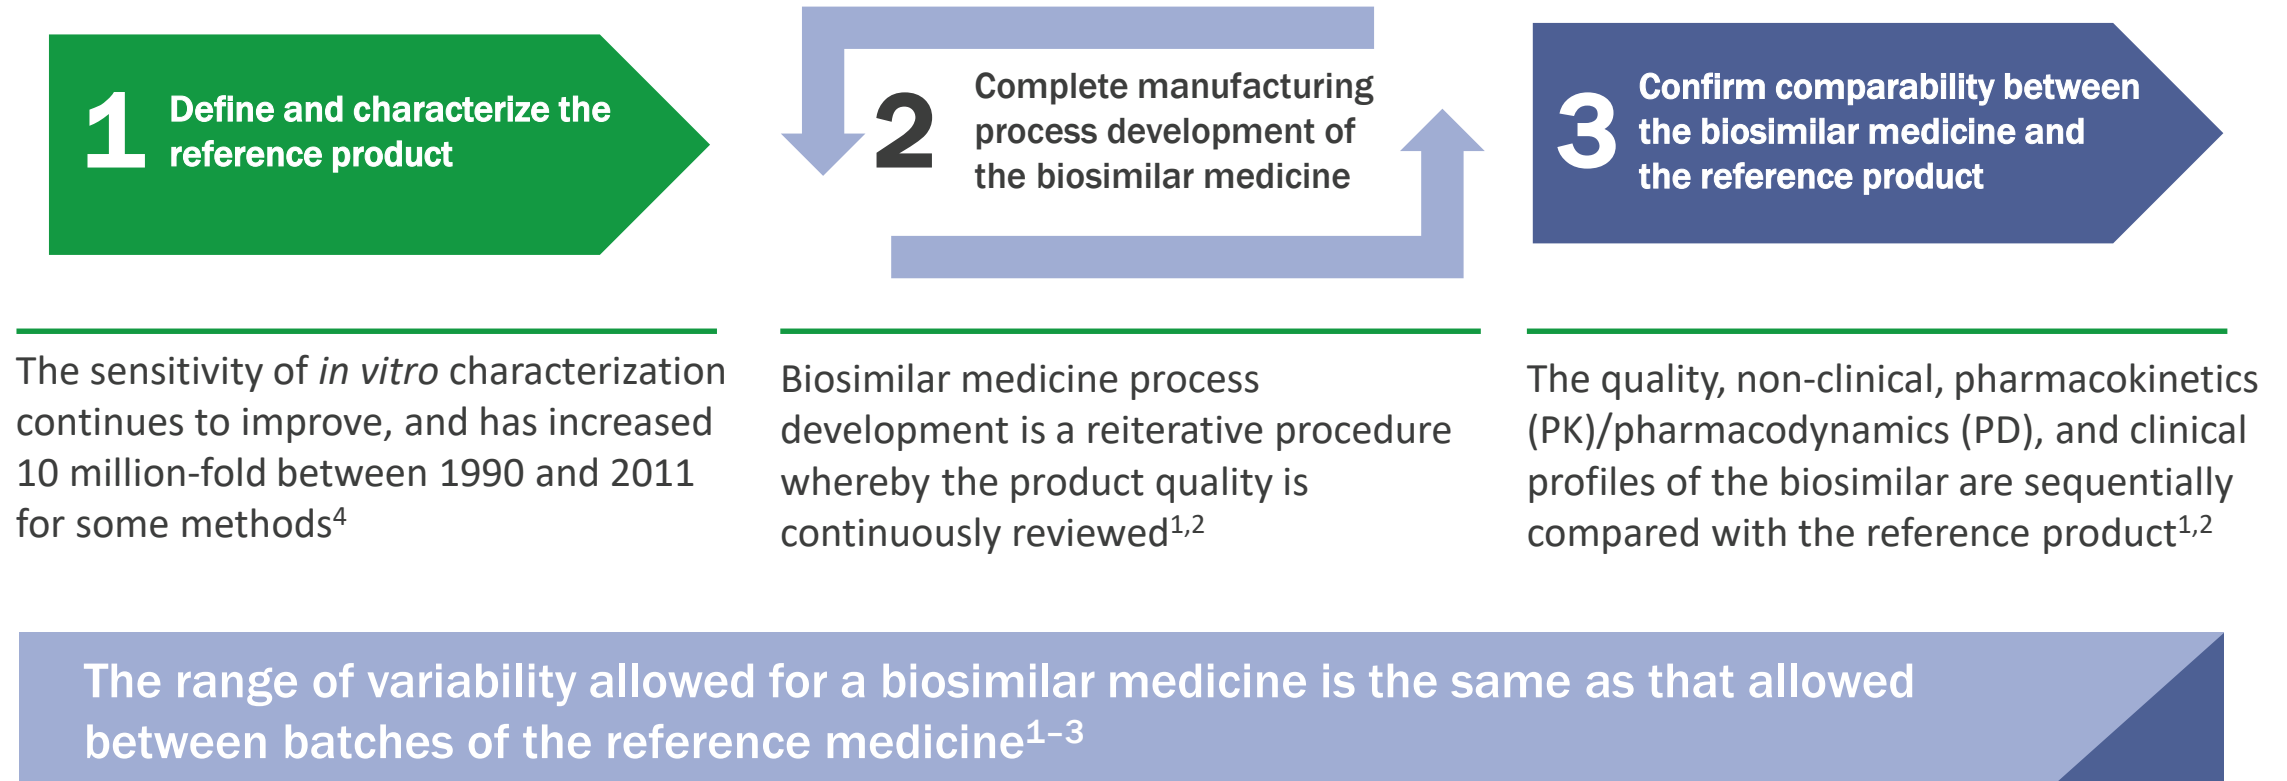 1
Define and characterize the
reference product
2
Complete manufacturing
process development of
the biosimilar medicine
3
Confirm comparability between
the biosimilar medicine and
the reference product
The sensitivity of in vitro characterization
continues to improve, and has increased
10 million-fold between 1990 and 2011
for some methods⁴
Biosimilar medicine process
development is a reiterative procedure
whereby the product quality is
continuously reviewed¹,²
The quality, non-clinical, pharmacokinetics
(PK)/pharmacodynamics (PD), and clinical
profiles of the biosimilar are sequentially
compared with the reference product¹,²
The range of variability allowed for a biosimilar medicine is the same as that allowed
between batches of the reference medicine¹⁻³